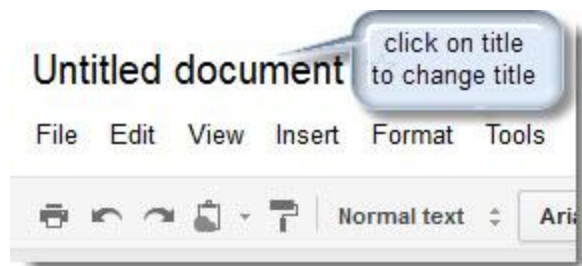 click on title
to change title
Untitled document
File Edit View Insert Format Tools
Normal text